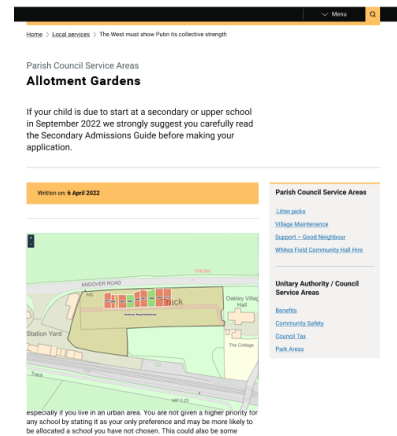 Menu
Home > Local services > The West must show Putin its collective strength
Parish Council Service Areas
Allotment Gardens
If your child is due to start at a secondary or upper school
in September 2022 we strongly suggest you carefully read
the Secondary Admissions Guide before making your
application.
Written on: 6 April 2022
ANDOVER ROAD
Track
Oakley Villag
Hall
Station Yard
The Cottage
Track
MP 0.25
especially if you live in an urban area. You are not given a higher priority for
any school by stating it as your only preference and may be more likely to
be allocated a school you have not chosen. This could also be some
Parish Council Service Areas
Litter picks
Village Maintenance
Support – Good Neighbour
Whites Field Community Hall Hire
Unitary Authority / Council
Service Areas
Benefits
Community Safety
Council Tax
Park Areas